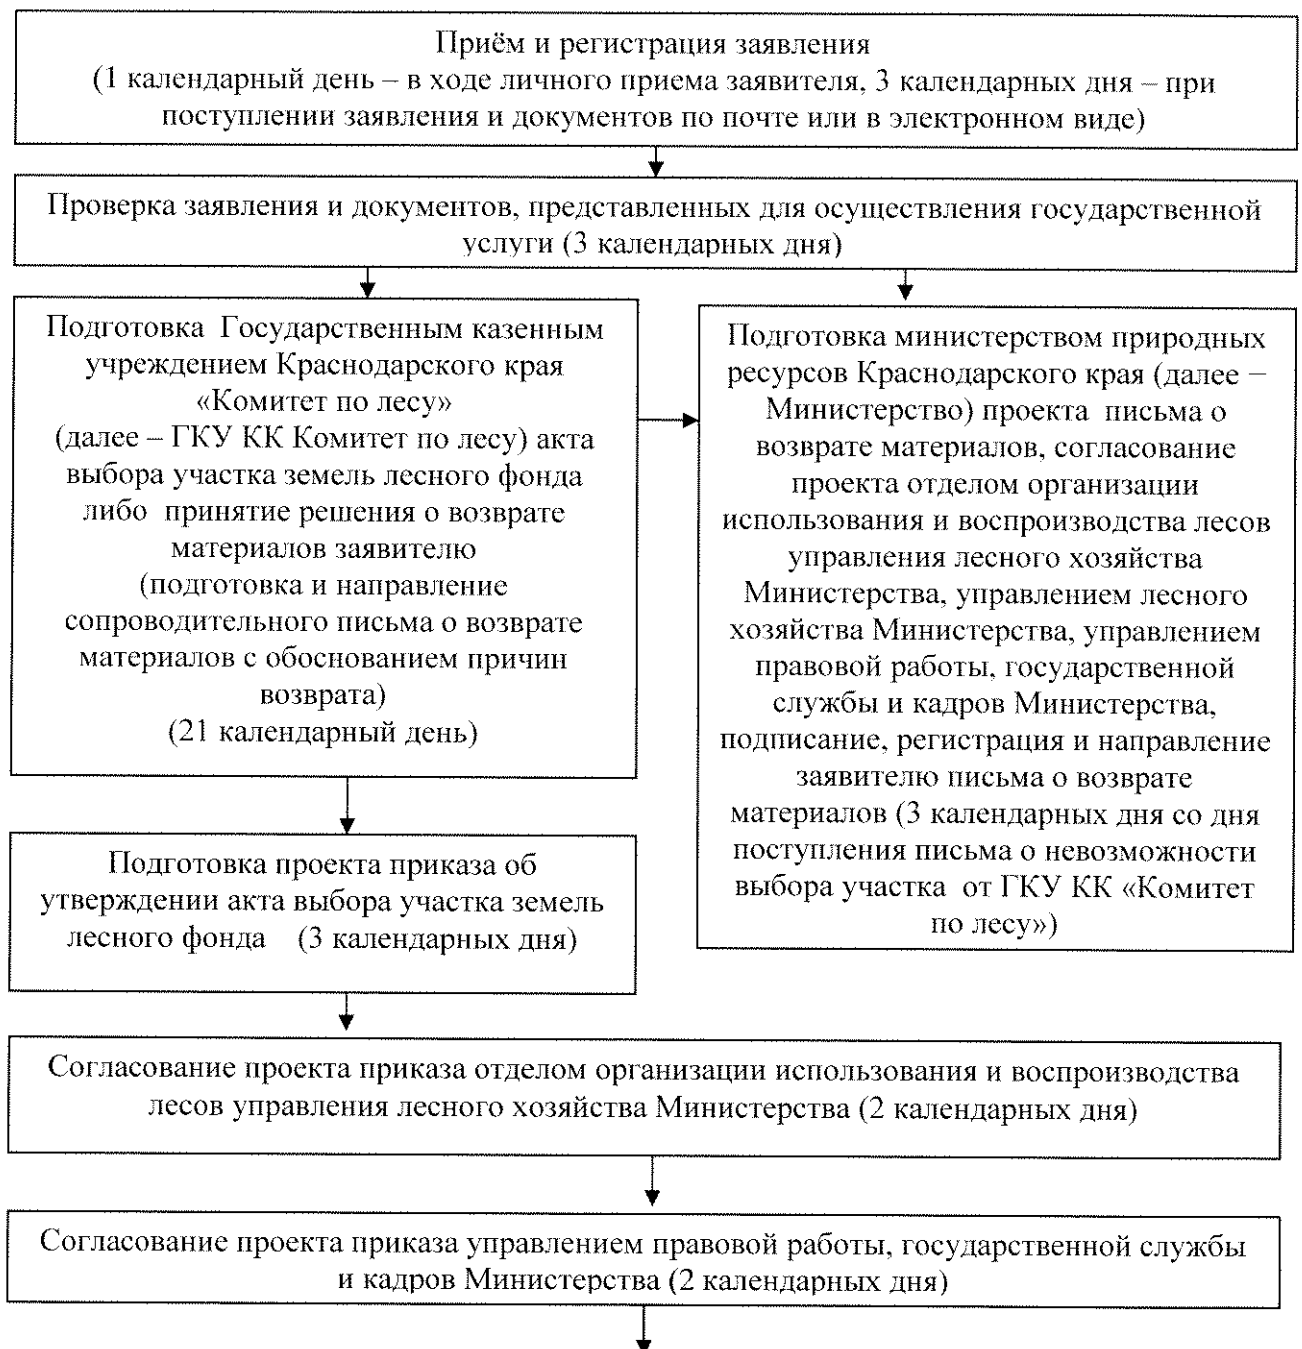 Приём и регистрация заявления
(1 календарный день – в ходе личного приема заявителя, 3 календарных дня – при
поступлении заявления и документов по почте или в электронном виде)
Проверка заявления и документов, представленных для осуществления государственной
услуги (3 календарных дня)
Подготовка Государственным казенным
учреждением Краснодарского края
«Комитет по лесу»
(далее – ГКУ КК Комитет по лесу) акта
выбора участка земель лесного фонда
либо принятие решения о возврате
материалов заявителю
(подготовка и направление
сопроводительного письма о возврате
материалов с обоснованием причин
возврата)
(21 календарный день)
Подготовка министерством природных
ресурсов Краснодарского края (далее –
Министерство) проекта письма о
возврате материалов, согласование
проекта отделом организации
использования и воспроизводства лесов
управления лесного хозяйства
Министерства, управлением лесного
хозяйства Министерства, управлением
правовой работы, государственной
службы и кадров Министерства,
подписание, регистрация и направление
заявителю письма о возврате
материалов (3 календарных дня со дня
поступления письма о невозможности
выбора участка от ГКУ КК «Комитет
по лесу»)
Подготовка проекта приказа об
утверждении акта выбора участка земель
лесного фонда (3 календарных дня)
Согласование проекта приказа отделом организации использования и воспроизводства
лесов управления лесного хозяйства Министерства (2 календарных дня)
Согласование проекта приказа управлением правовой работы, государственной службы
и кадров Министерства (2 календарных дня)